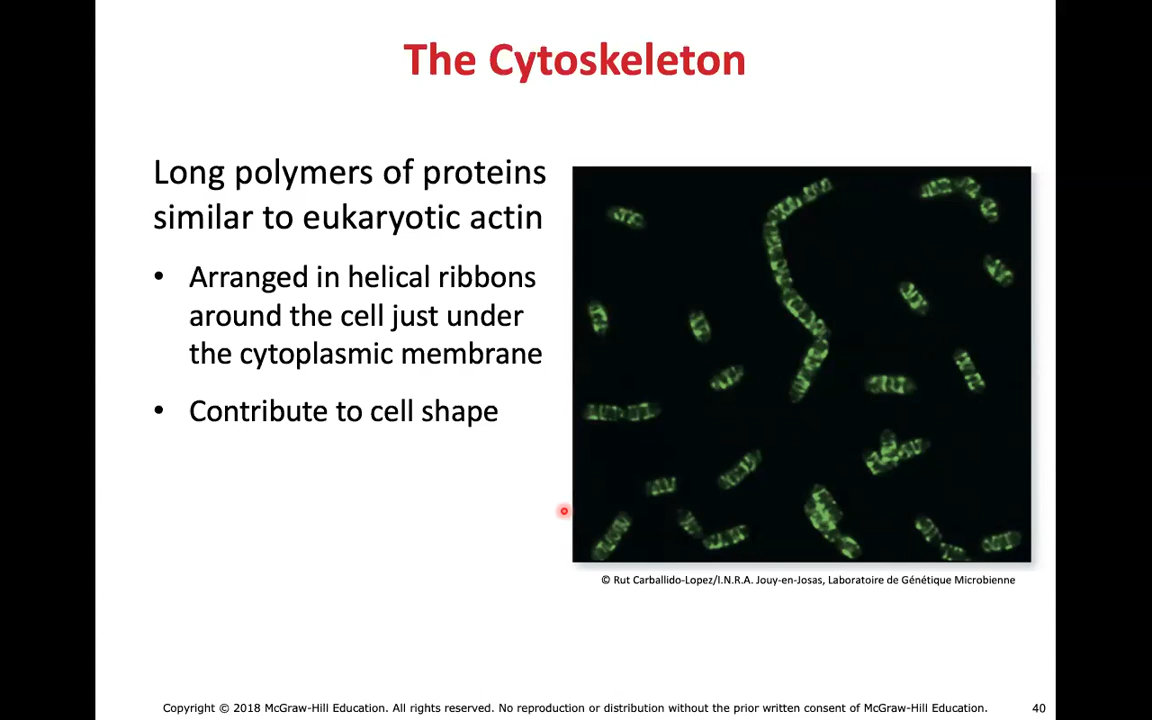 The Cytoskeleton
Long polymers of proteins
similar to eukaryotic actin
• Arranged in helical ribbons
around the cell just under
the cytoplasmic membrane
• Contribute to cell shape
© Rut Carballido-Lopez/I.N.R.A. Jouy-en-Josas, Laboratoire de Génétique Microbienne
Copyright © 2018 McGraw-Hill Education. All rights reserved. No reproduction or distribution without the prior written consent of McGraw-Hill Education. 40